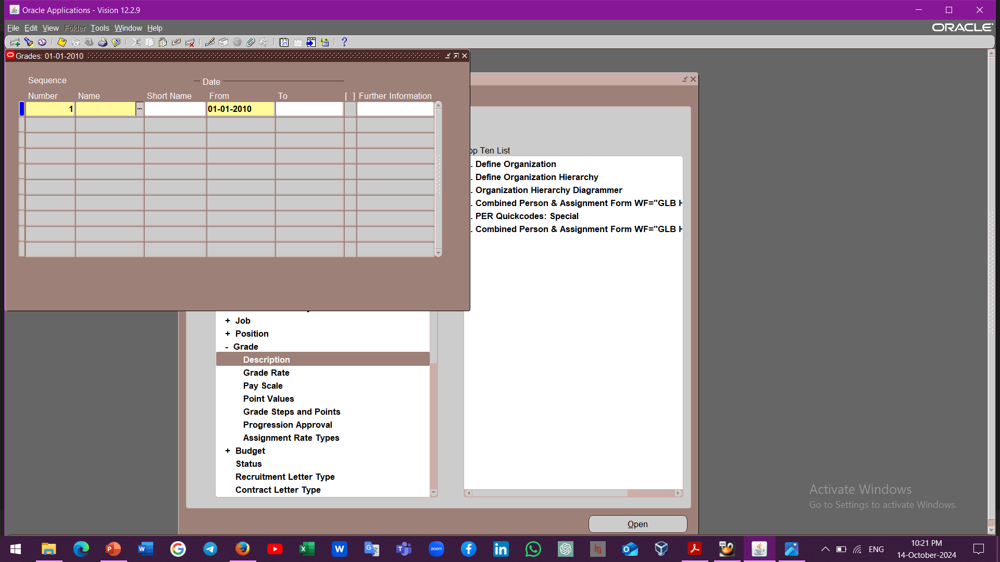 Oracle Applications - Vision 12.2.9
File Edit View Folder Tools Window Help
ORACLE
31
?
Grades: 01-01-2010
Sequence
Date
Number Name Short Name From To [ ] Further Information
1 ... 01-01-2010
op Ten List
. Define Organization
. Define Organization Hierarchy
. Organization Hierarchy Diagrammer
. Combined Person & Assignment Form WF="GLB H
. PER Quickcodes: Special
. Combined Person & Assignment Form WF="GLB H
+ Job
+ Position
- Grade
Description
Grade Rate
Pay Scale
Point Values
Grade Steps and Points
Progression Approval
Assignment Rate Types
+ Budget
Status
Recruitment Letter Type
Contract Letter Type
Open
Activate Windows
Go to Settings to activate Windows.
zoom
ENG
10:21 PM
14-October-2024